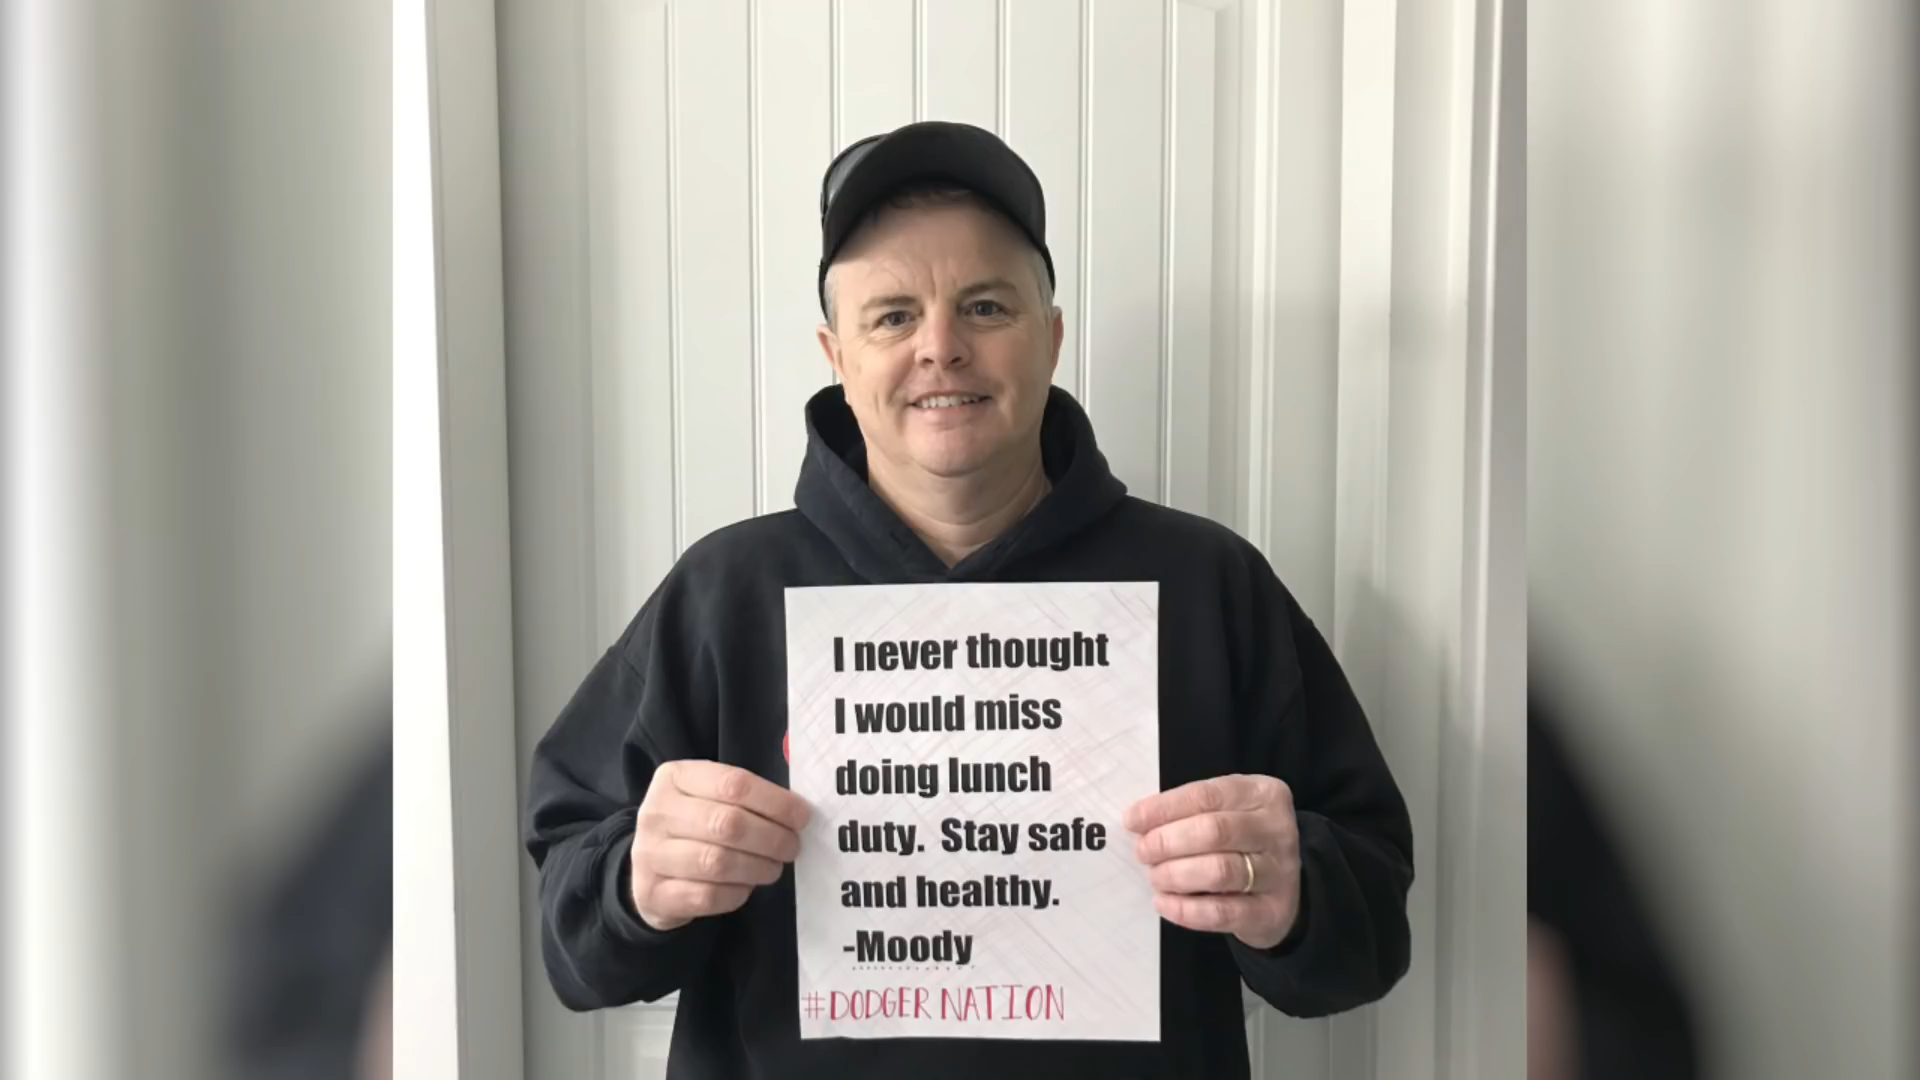 I never thought
I would miss
doing lunch
duty. Stay safe
and healthy.
-Moody
#DODGER NATION